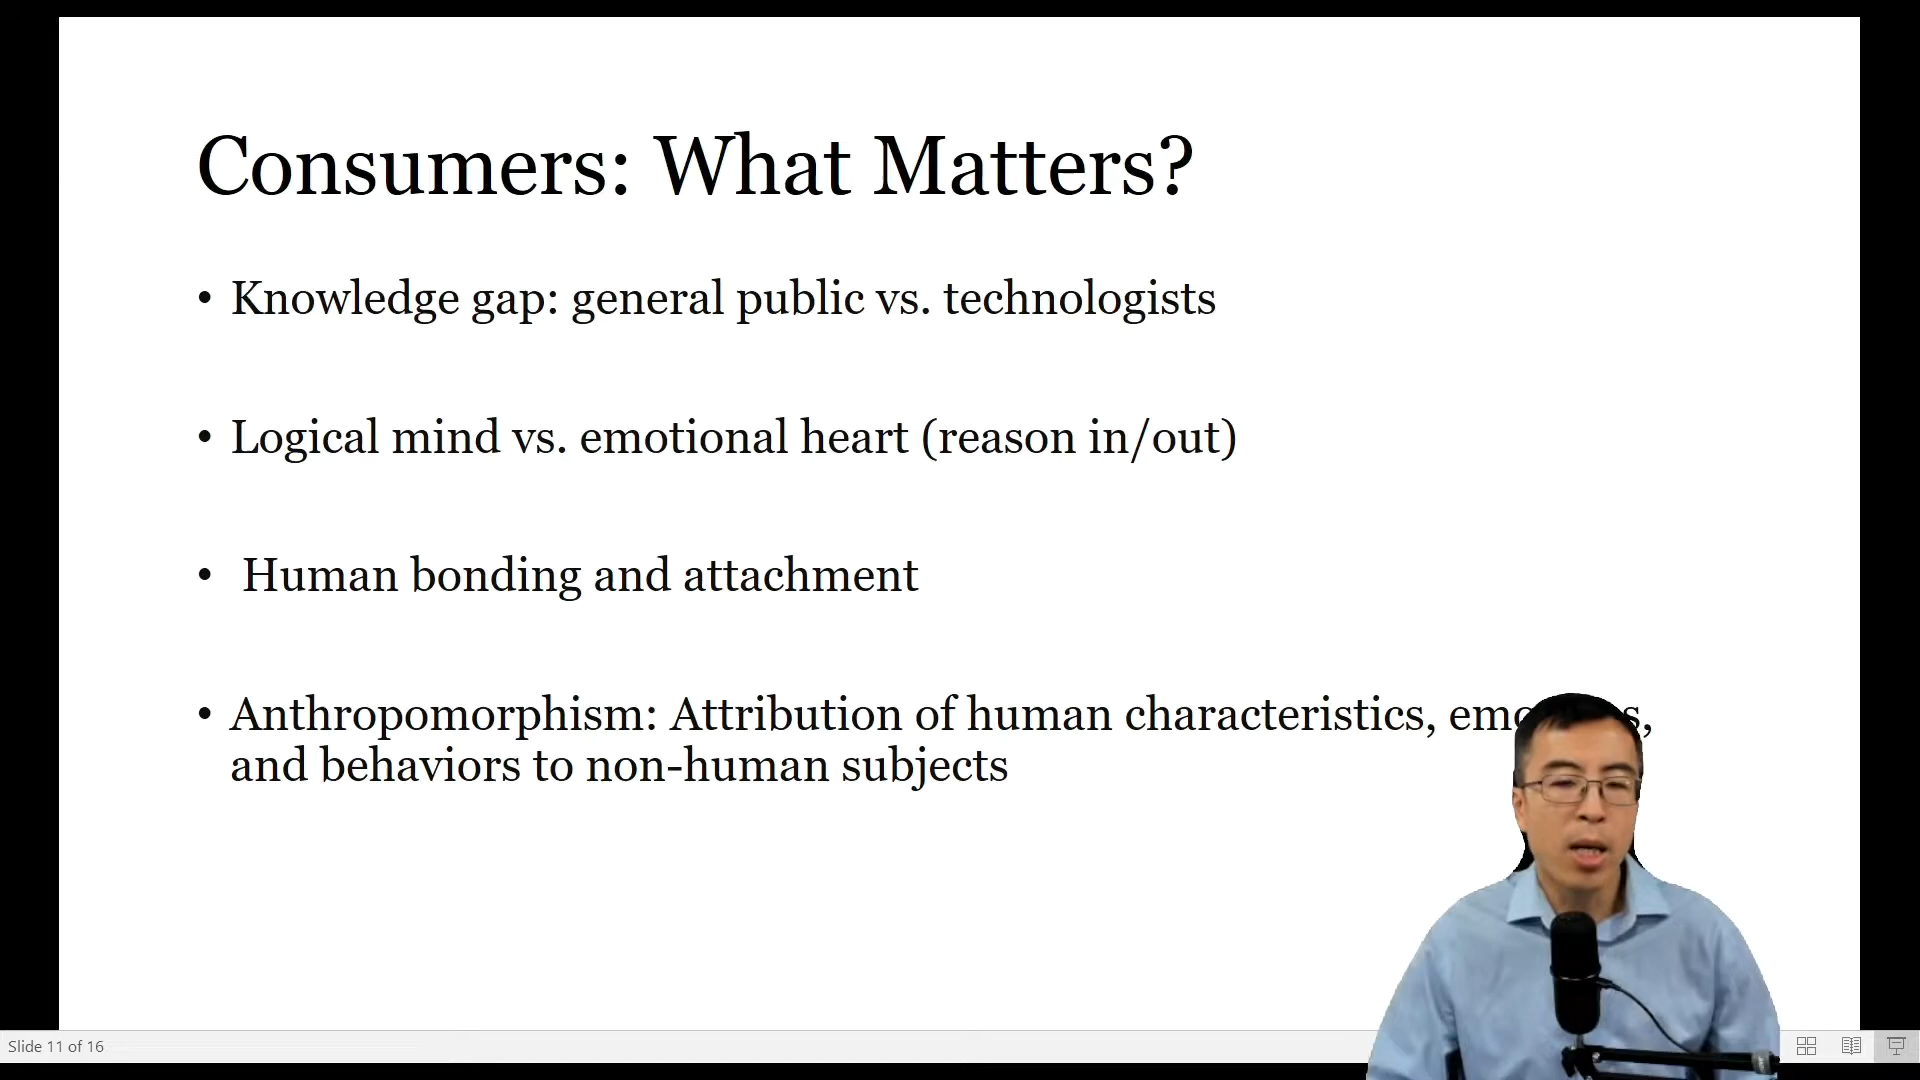 Consumers: What Matters?
• Knowledge gap: general public vs. technologists
• Logical mind vs. emotional heart (reason in/out)
• Human bonding and attachment
• Anthropomorphism: Attribution of human characteristics,
and behaviors to non-human subjects
Slide 11 of 16